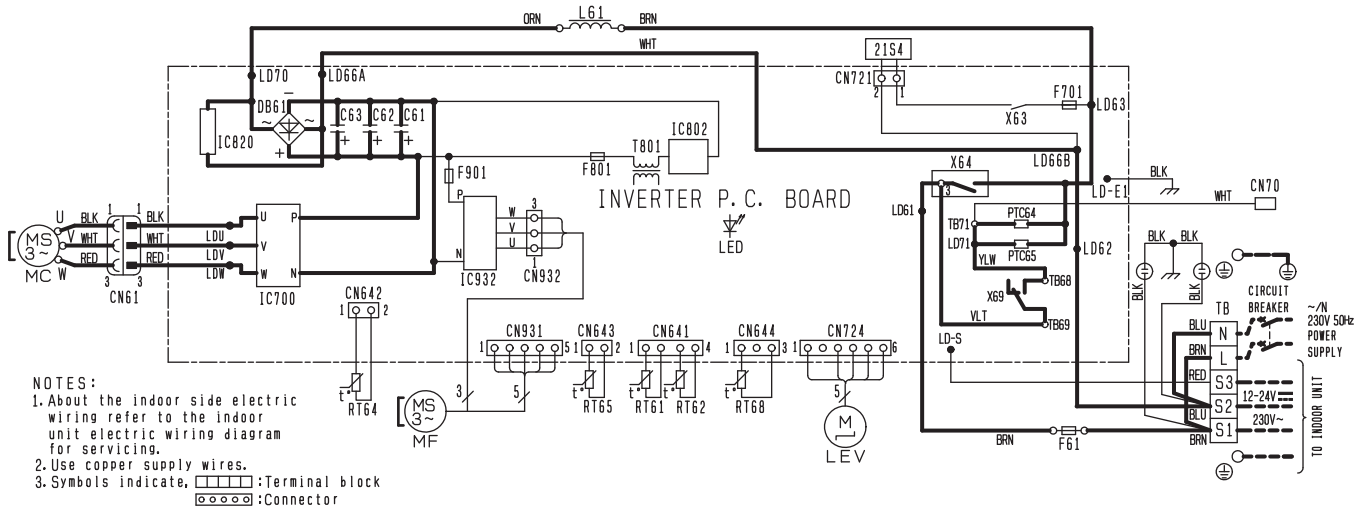 ORN L61 BRN
WHT
21S4
CN721
2 1
LD70 LD66A
F701
LD63
X63
DB61
−
~ ~
+
C63 C62 C61
+ + +
IC820
T801 IC802
F901
F801
LD66B
X64
3
LD-E1
BLK
WHT
CN70
INVERTER P.C. BOARD
LED
LD61
TB71
PTC64
LD71
PTC65
LD62
YLW
X69
TB68
VLT
TB69
BLK BLK
BLK
BLK
CIRCUIT
BREAKER
~/N
230V 50Hz
POWER
SUPPLY
TB
BLU
N
BRN
L
RED
S3
12-24V
S2
BLU
230V~
S1
BRN
TO INDOOR UNIT
LD-S
BRN
F61
U BLK 1 1 BLK
V WHT WHT
W RED 3 3 RED
MS
3~
MC
CN61
LDU
LDV
LDW
U P
V
W N
IC700
P W
V
N U
IC932
3
1
CN932
CN642
1 2
t°
RT64
CN931
1 5
3 5
MS
3~
MF
CN643
1 2
t°
RT65
CN641
1 4
t° t°
RT61 RT62
CN644
1 3
t°
RT68
CN724
1 6
5
M
LEV
NOTES:
1. About the indoor side electric
wiring refer to the indoor
unit electric wiring diagram
for servicing.
2. Use copper supply wires.
3. Symbols indicate, :Terminal block
:Connector